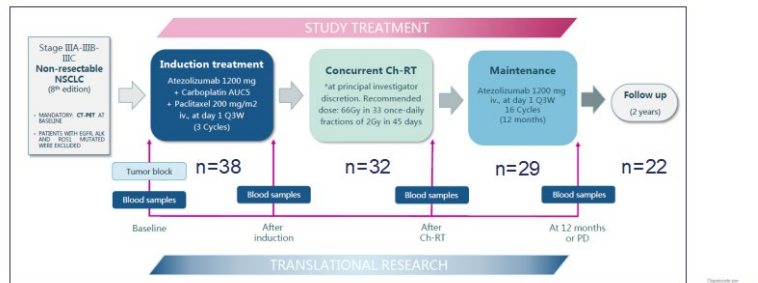 STUDY TREATMENT
Stage IIIA-IIIB-
IIIC
Non-resectable
NSCLC
(8th edition)
- MANDATORY: CT-PET AT
BASELINE
- PATIENTS WITH EGFR, ALK
AND ROS1 MUTATED
WERE EXCLUDED
Induction treatment
Atezolizumab 1200 mg
+ Carboplatin AUC5
+ Paclitaxel 200 mg/m2
iv., at day 1 Q3W
(3 Cycles)
Concurrent Ch-RT
*at principal investigator
discretion. Recommended
dose: 66Gy in 33 once-daily
fractions of 2Gy in 45 days
Maintenance
Atezolizumab 1200 mg
iv., at day 1 Q3W
16 Cycles
(12 months)
Follow up
(2 years)
Tumor block
n=38
n=32
n=29
n=22
Blood samples
Blood samples
Blood samples
Blood samples
Baseline
After
induction
After
Ch-RT
At 12 months
or PD
TRANSLATIONAL RESEARCH